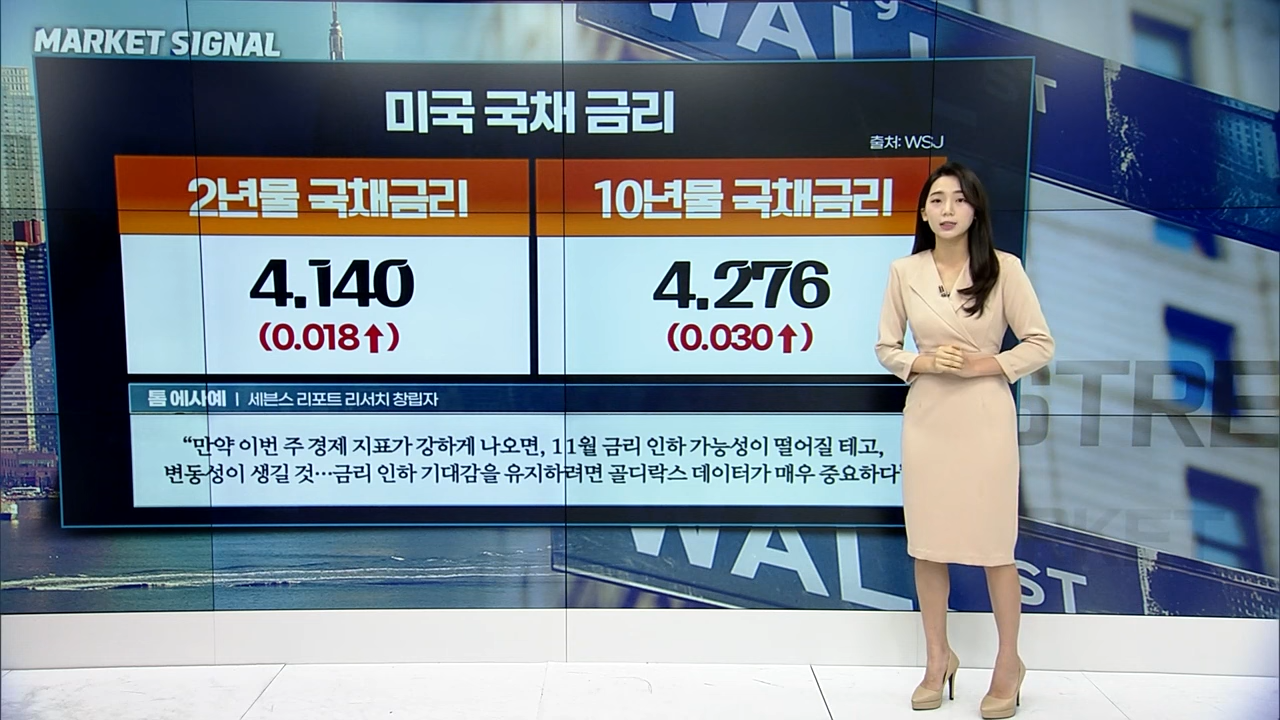 MARKET SIGNAL
미국 국채 금리
출처: WSJ
2년물 국채금리
10년물 국채금리
4.140
4.276
(0.018↑)
(0.030↑)
톰 에사예 | 세븐스 리포트 리서치 창립자
“만약 이번 주 경제 지표가 강하게 나오면, 11월 금리 인하 가능성이 떨어질 테고,
변동성이 생길 것…금리 인하 기대감을 유지하려면 골디락스 데이터가 매우 중요하다”
WALL
ST
STRE
WALL
ST